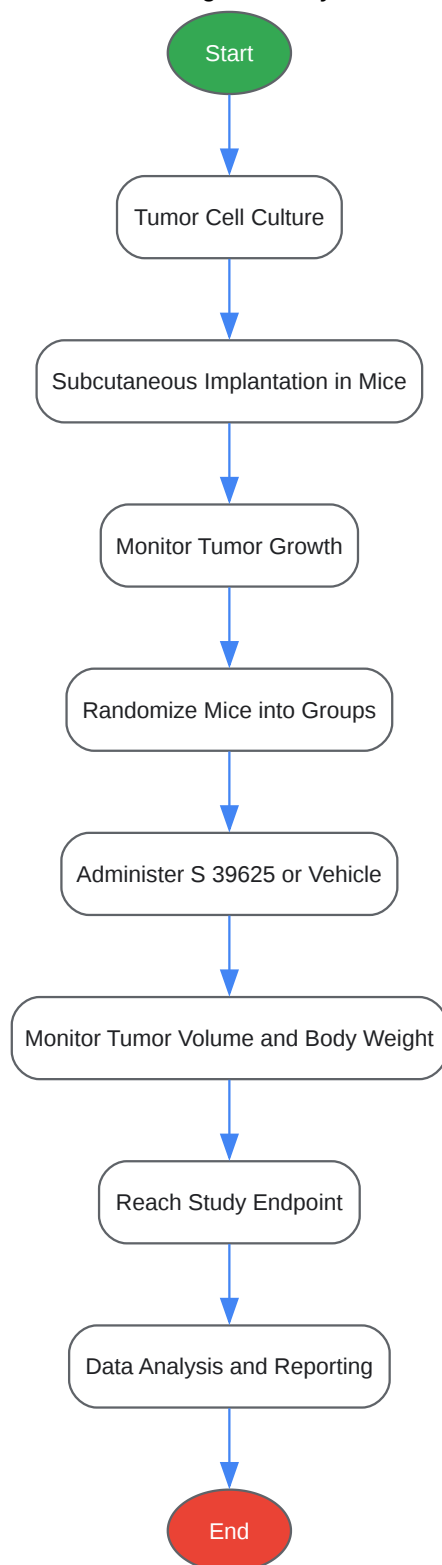 Start
Tumor Cell Culture
Subcutaneous Implantation in Mice
Monitor Tumor Growth
Randomize Mice into Groups
Administer S 39625 or Vehicle
Monitor Tumor Volume and Body Weight
Reach Study Endpoint
Data Analysis and Reporting
End